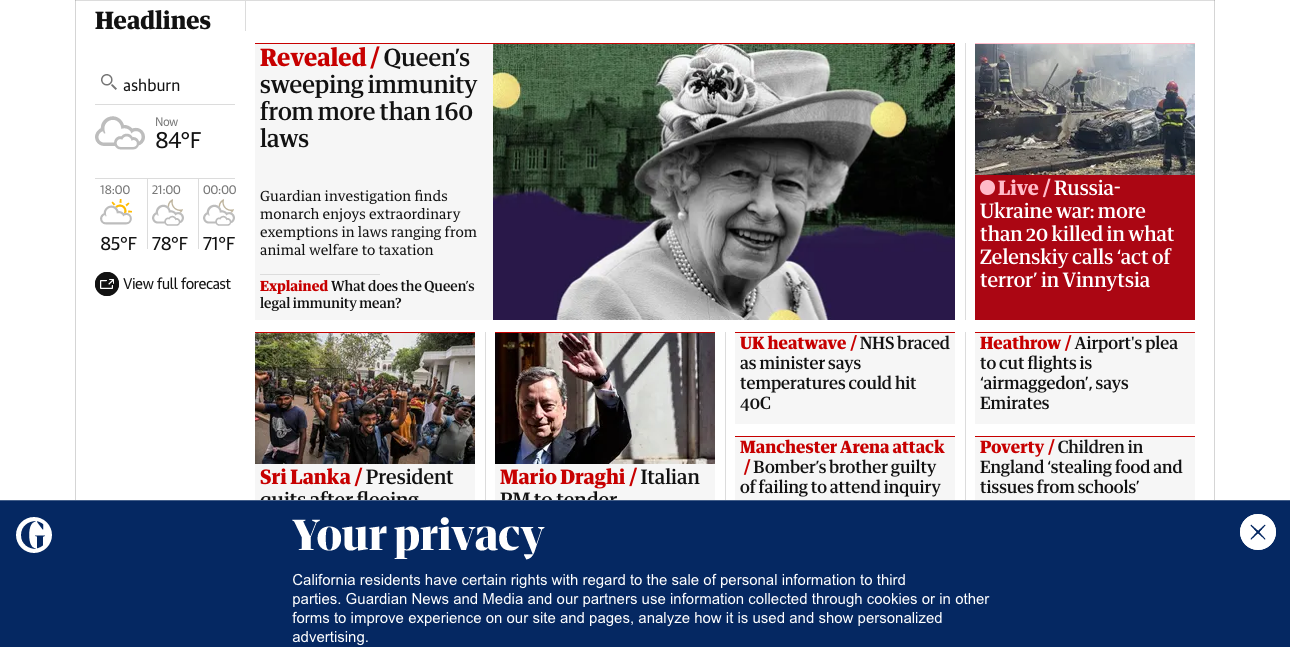 Headlines
ashburn
Now
84°F
18:00
21:00
00:00
85°F
78°F
71°F
View full forecast
Revealed / Queen’s
sweeping immunity
from more than 160
laws
Guardian investigation finds
monarch enjoys extraordinary
exemptions in laws ranging from
animal welfare to taxation
Explained What does the Queen’s
legal immunity mean?
Live / Russia-
Ukraine war: more
than 20 killed in what
Zelenskiy calls ‘act of
terror’ in Vinnytsia
Sri Lanka / President
quits after fleeing
Mario Draghi / Italian
PM to tender
UK heatwave / NHS braced
as minister says
temperatures could hit
40C
Heathrow / Airport’s plea
to cut flights is
‘airmaggedon’, says
Emirates
Manchester Arena attack
/ Bomber’s brother guilty
of failing to attend inquiry
Poverty / Children in
England ‘stealing food and
tissues from schools’
Your privacy
California residents have certain rights with regard to the sale of personal information to third
parties. Guardian News and Media and our partners use information collected through cookies or in other
forms to improve experience on our site and pages, analyze how it is used and show personalized
advertising.